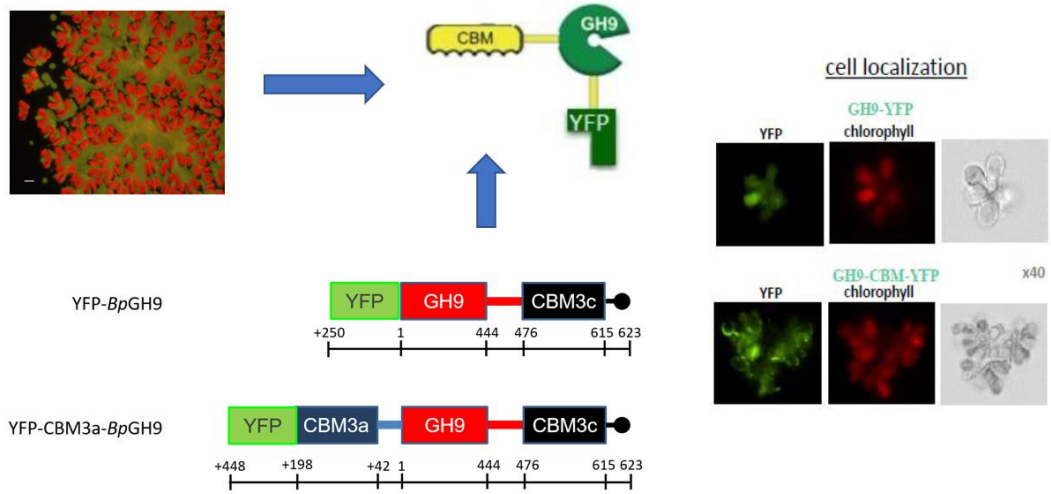 CBM
GH9
YFP
cell localization
GH9-YFP
YFP chlorophyll
GH9-CBM-YFP x40
YFP chlorophyll
YFP-BpGH9
YFP GH9 CBM3c
+250 1 444 476 615 623
YFP-CBM3a-BpGH9
YFP CBM3a GH9 CBM3c
+448 +198 +42 1 444 476 615 623